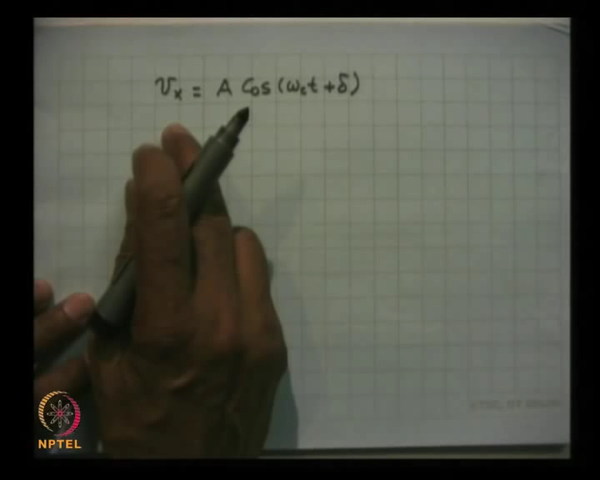 v_x = A Cos (ω_c t + δ)
NPTEL